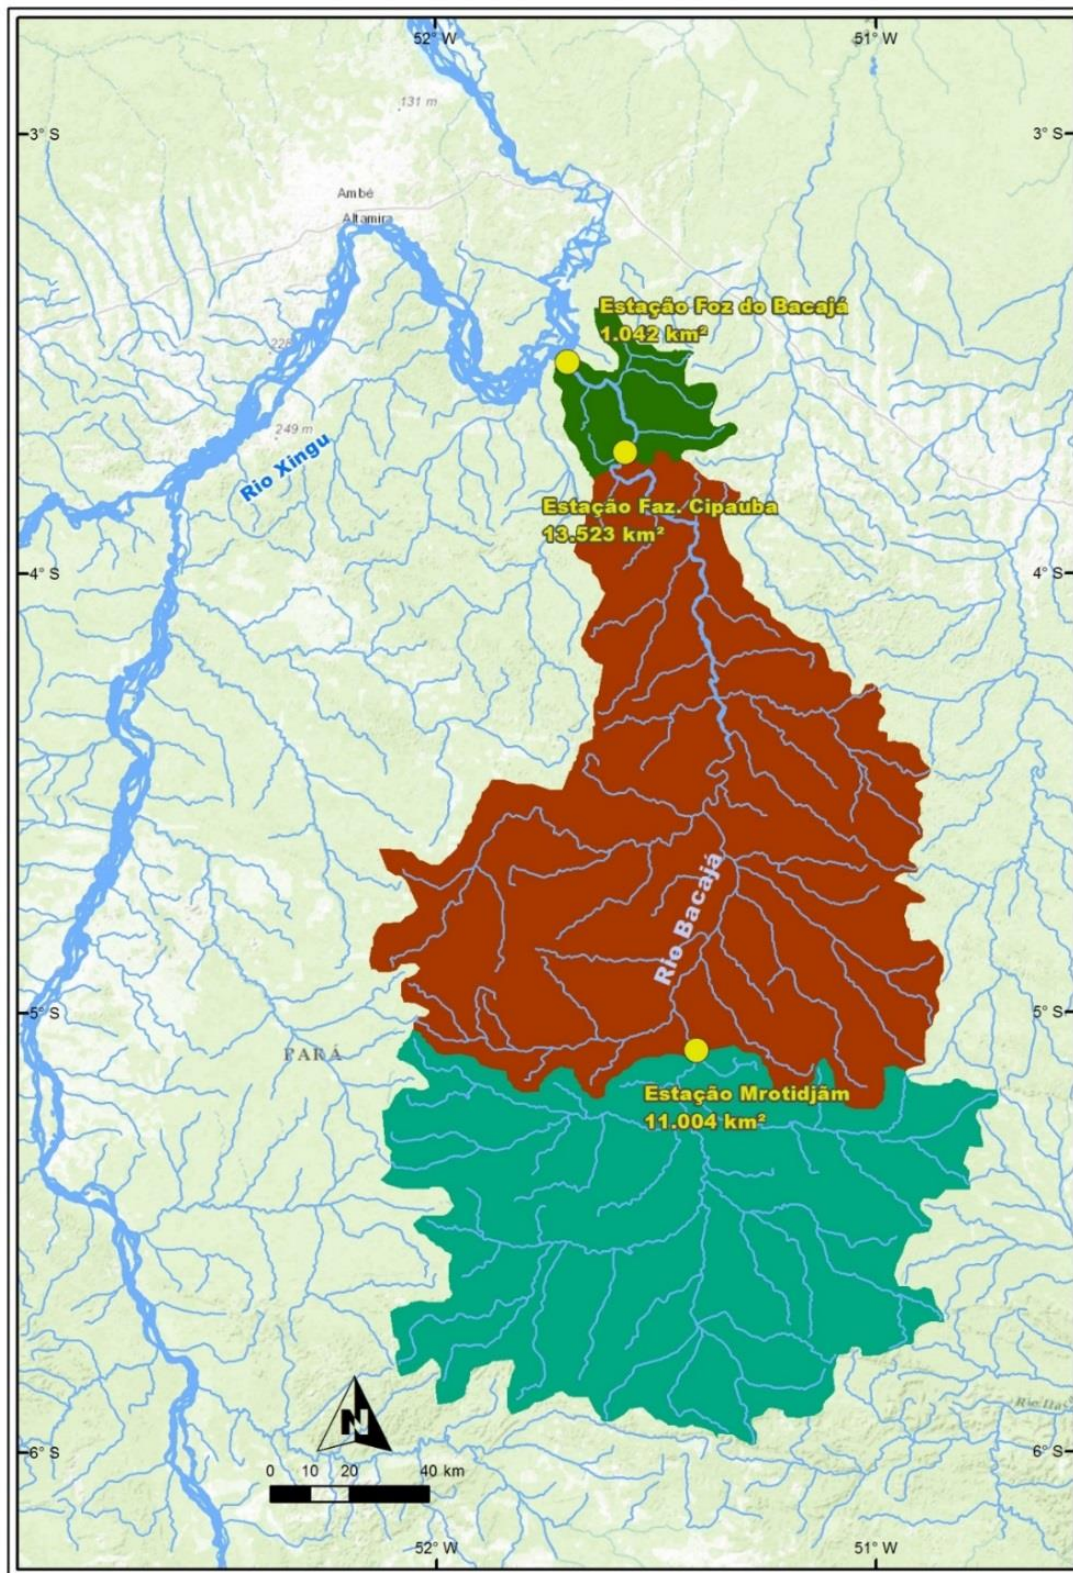 52° W
51° W
131 m
3° S
3° S
Ambé
Altamira
Estação Foz do Bacajá
1.042 km²
228
249 m
Rio Xingu
Estação Faz. Cipauba
13.523 km²
4° S
4° S
Rio Bacajá
5° S
5° S
PARÁ
Estação Mrotidjãm
11.004 km²
N
6° S
6° S
0 10 20 40 km
52° W
51° W